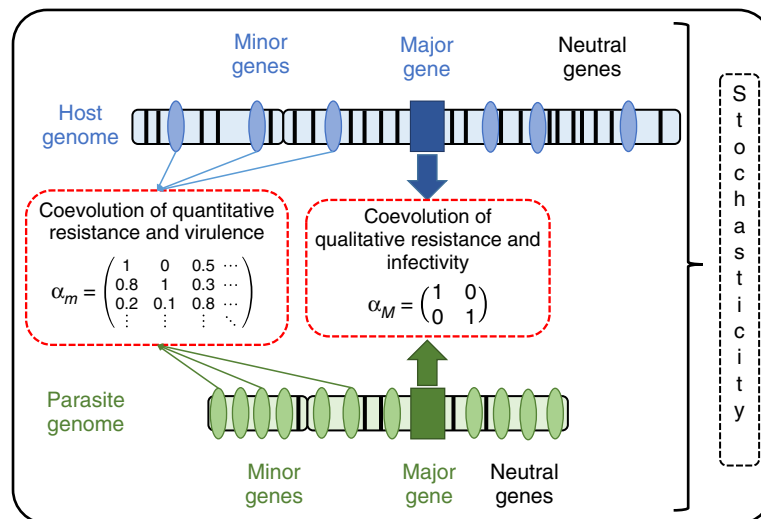 Minor
genes
Major
gene
Neutral
genes
Host
genome
Coevolution of quantitative
resistance and virulence
αm =
1 0 0.5 ⋯
0.8 1 0.3 ⋯
0.2 0.1 0.8 ⋯
⋮ ⋮ ⋮ ⋱
Coevolution of
qualitative resistance and
infectivity
αM =
1 0
0 1
Parasite
genome
Minor
genes
Major
gene
Neutral
genes
Stochasticity